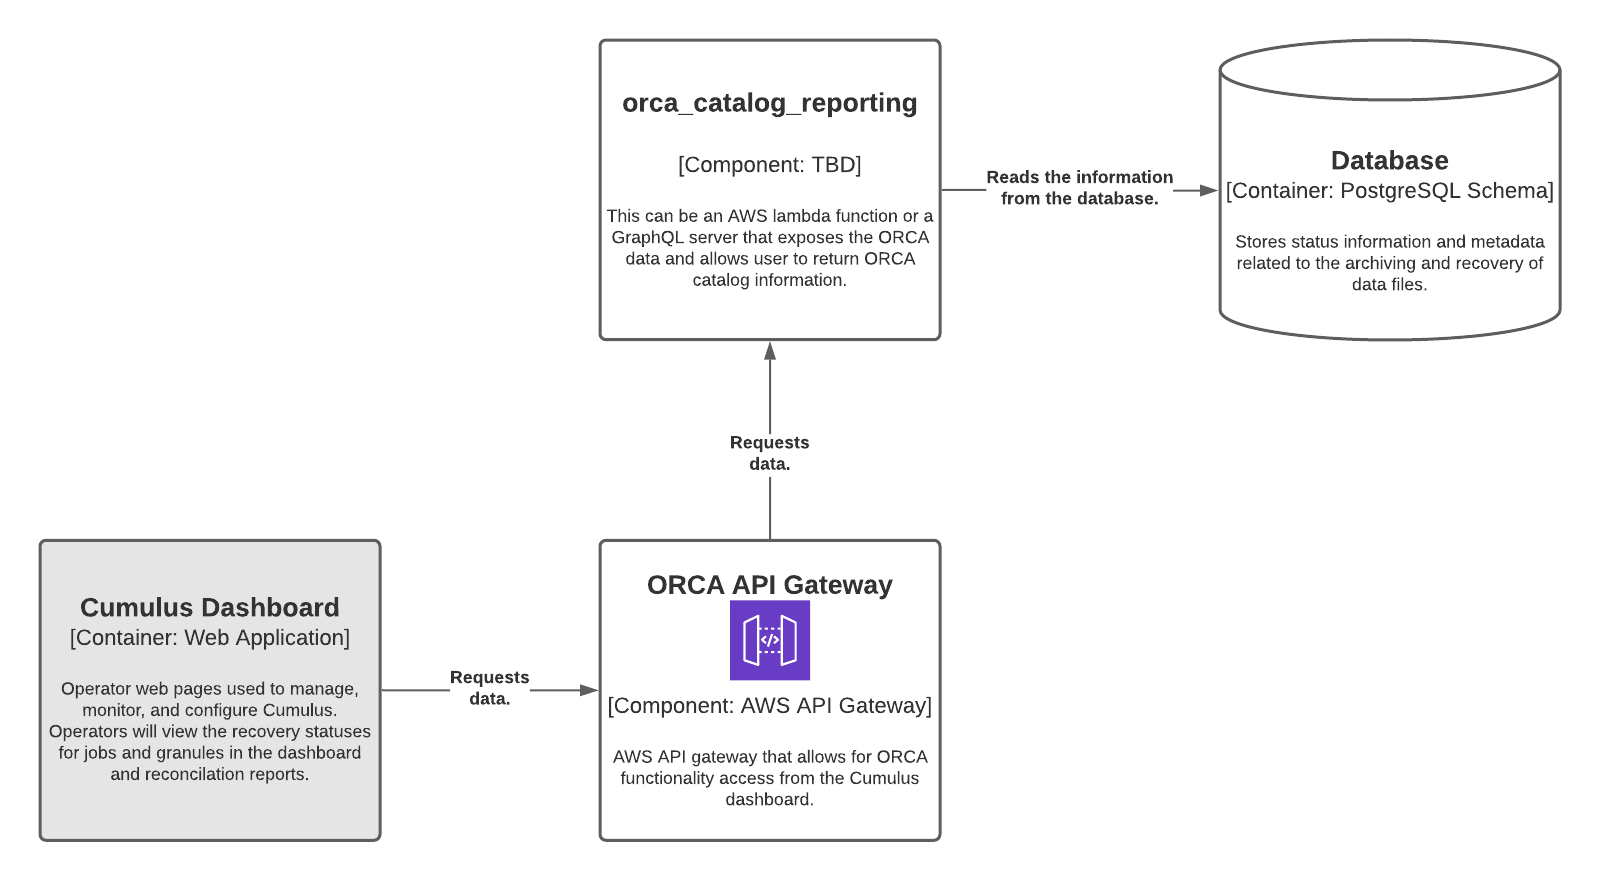 orca_catalog_reporting
[Component: TBD]
This can be an AWS lambda function or a
GraphQL server that exposes the ORCA
data and allows user to return ORCA
catalog information.
Reads the information
from the database.
Database
[Container: PostgreSQL Schema]
Stores status information and metadata
related to the archiving and recovery of
data files.
Requests
data.
Cumulus Dashboard
[Container: Web Application]
Operator web pages used to manage,
monitor, and configure Cumulus.
Operators will view the recovery statuses
for jobs and granules in the dashboard
and reconcilation reports.
Requests
data.
ORCA API Gateway
</>
[Component: AWS API Gateway]
AWS API gateway that allows for ORCA
functionality access from the Cumulus
dashboard.